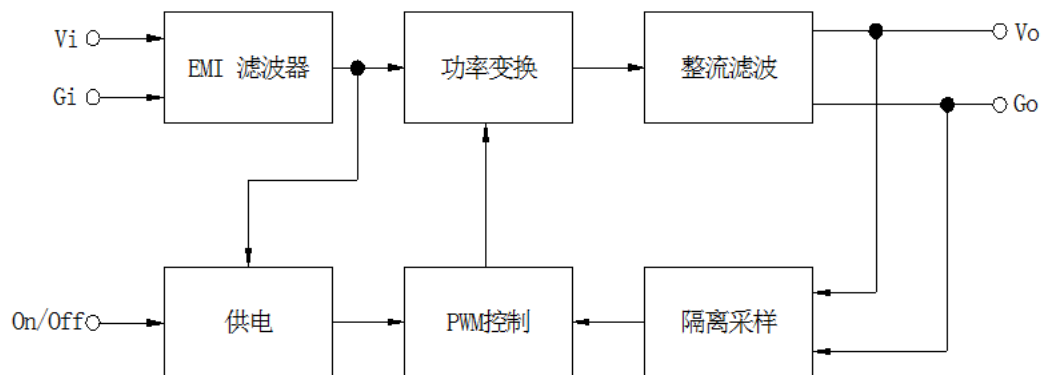 Vi
EMI 滤波器
功率变换
整流滤波
Vo
Gi
Go
On/Off
供电
PWM控制
隔离采样